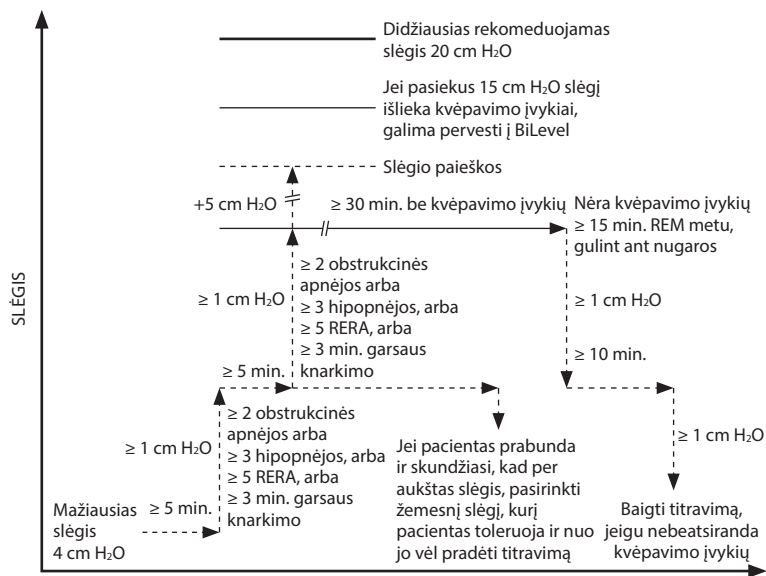 Didžiausias rekomeduojamas
slėgis 20 cm H₂O
Jei pasiekus 15 cm H₂O slėgį
išlieka kvėpavimo įvykiai,
galima pervesti į BiLevel
Slėgio paieškos
+5 cm H₂O
≥ 30 min. be kvėpavimo įvykių
Nėra kvėpavimo įvykių
≥ 15 min. REM metu,
gulint ant nugaros
SLĖGIS
≥ 1 cm H₂O
≥ 2 obstrukcinės
apnėjos arba
≥ 3 hipopnėjos, arba
≥ 5 RERA, arba
≥ 3 min. garsaus
knarkimo
≥ 1 cm H₂O
≥ 10 min.
≥ 5 min.
≥ 1 cm H₂O
≥ 2 obstrukcinės
apnėjos arba
≥ 3 hipopnėjos, arba
≥ 5 RERA, arba
≥ 3 min. garsaus
knarkimo
Jei pacientas prabunda
ir skundžiasi, kad per
aukštas slėgis, pasirinkti
žemesnį slėgį, kurį
pacientas toleruoja ir nuo
jo vėl pradėti titravimą
≥ 1 cm H₂O
Baigti titravimą,
jeigu nebeatsiranda
kvėpavimo įvykių
Mažiausias
slėgis
4 cm H₂O
≥ 5 min.